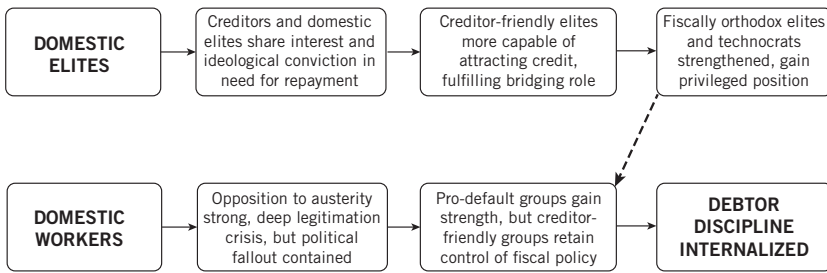 DOMESTIC
ELITES
Creditors and domestic
elites share interest and
ideological conviction in
need for repayment
Creditor-friendly elites
more capable of
attracting credit,
fulfilling bridging role
Fiscally orthodox elites
and technocrats
strengthened, gain
privileged position
DOMESTIC
WORKERS
Opposition to austerity
strong, deep legitimation
crisis, but political
fallout contained
Pro-default groups gain
strength, but creditor-
friendly groups retain
control of fiscal policy
DEBTOR
DISCIPLINE
INTERNALIZED